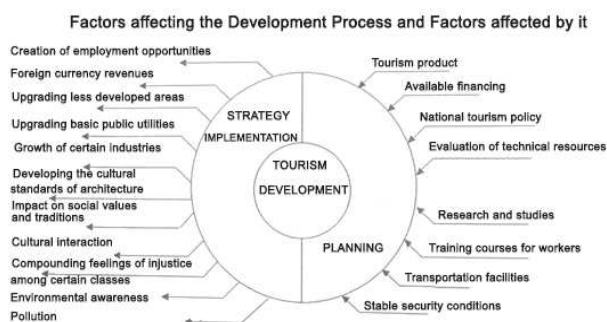 Factors affecting the Development Process and Factors affected by it
Creation of employment opportunities
Foreign currency revenues
Upgrading less developed areas
Upgrading basic public utilities
Growth of certain industries
Developing the cultural
standards of architecture
Impact on social values
and traditions
Cultural interaction
Compounding feelings of injustice
among certain classes
Environmental awareness
Pollution
STRATEGY
IMPLEMENTATION
TOURISM
DEVELOPMENT
PLANNING
Tourism product
Available financing
National tourism policy
Evaluation of technical resources
Research and studies
Training courses for workers
Transportation facilities
Stable security conditions